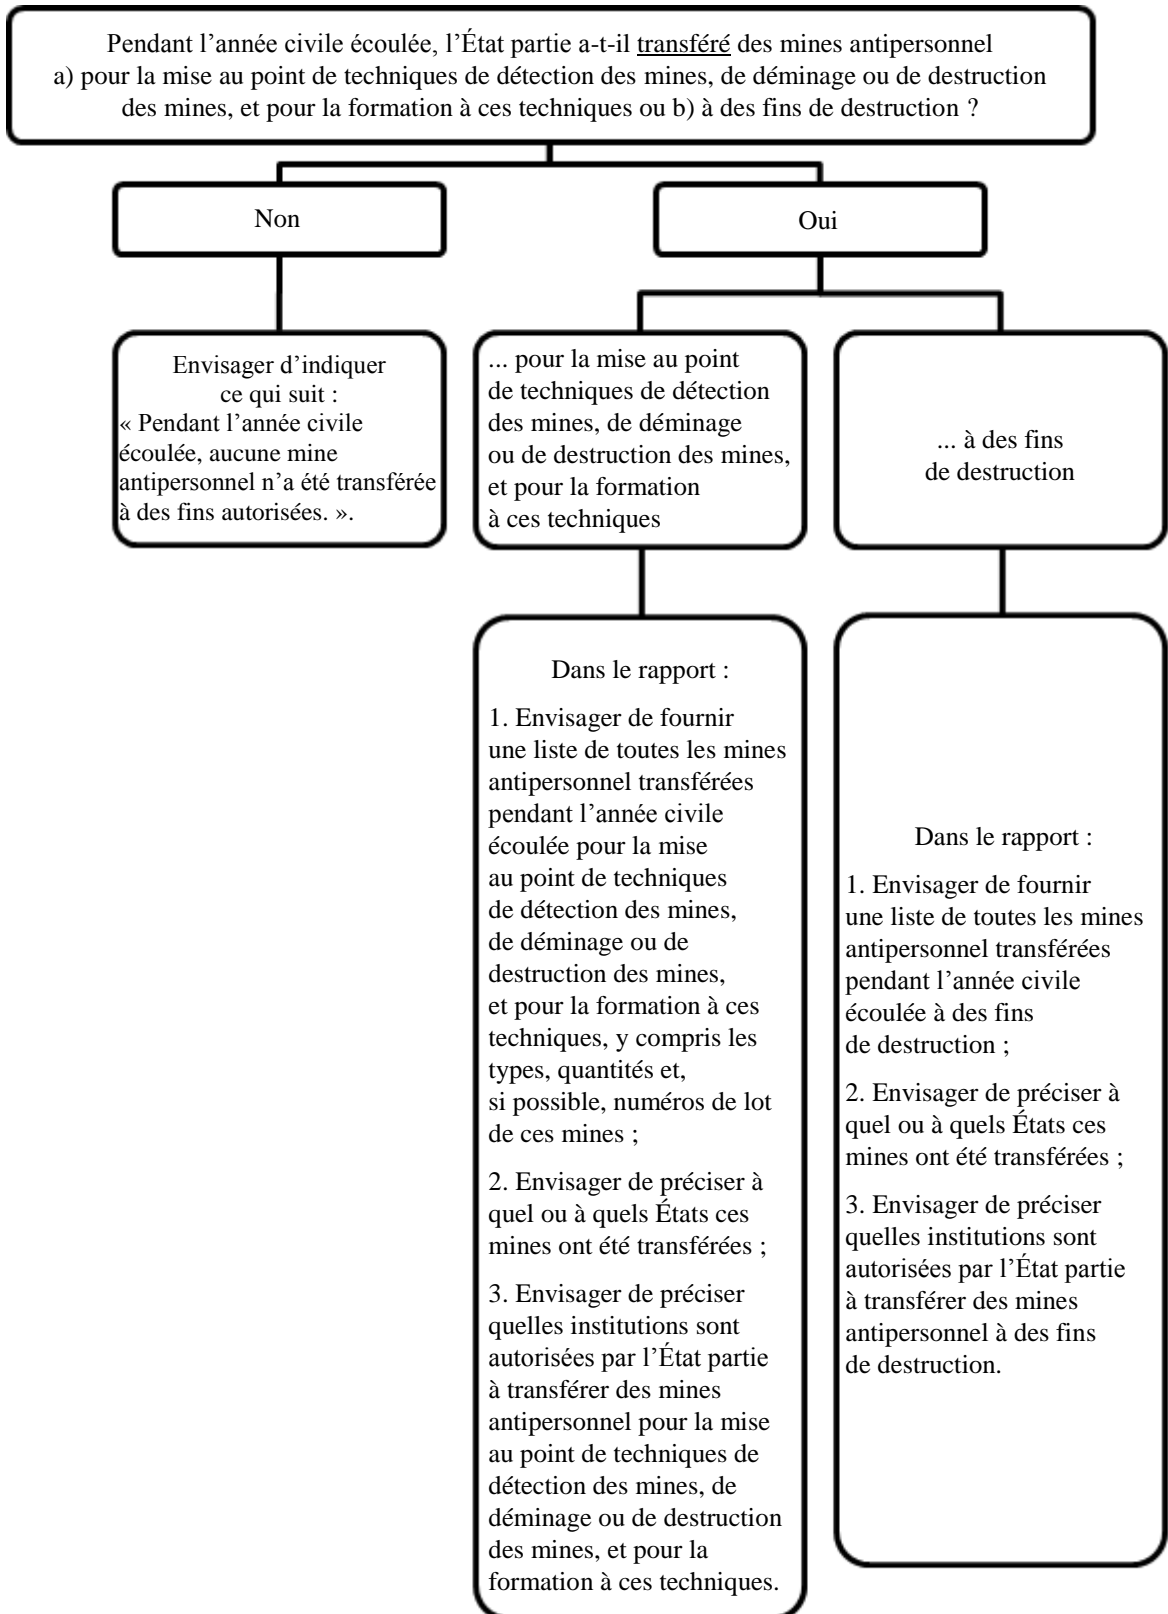 Pendant l’année civile écoulée, l’État partie a-t-il transféré des mines antipersonnel
a) pour la mise au point de techniques de détection des mines, de déminage ou de destruction
des mines, et pour la formation à ces techniques ou b) à des fins de destruction ?
Non
Oui
Envisager d’indiquer
ce qui suit :
« Pendant l’année civile
écoulée, aucune mine
antipersonnel n’a été transférée
à des fins autorisées. ».
... pour la mise au point
de techniques de détection
des mines, de déminage
ou de destruction des mines,
et pour la formation
à ces techniques
... à des fins
de destruction
Dans le rapport :
1. Envisager de fournir
une liste de toutes les mines
antipersonnel transférées
pendant l’année civile
écoulée pour la mise
au point de techniques
de détection des mines,
de déminage ou de
destruction des mines,
et pour la formation à ces
techniques, y compris les
types, quantités et,
si possible, numéros de lot
de ces mines ;
2. Envisager de préciser à
quel ou à quels États ces
mines ont été transférées ;
3. Envisager de préciser
quelles institutions sont
autorisées par l’État partie
à transférer des mines
antipersonnel pour la mise
au point de techniques de
détection des mines, de
déminage ou de destruction
des mines, et pour la
formation à ces techniques.
Dans le rapport :
1. Envisager de fournir
une liste de toutes les mines
antipersonnel transférées
pendant l’année civile
écoulée à des fins
de destruction ;
2. Envisager de préciser à
quel ou à quels États ces
mines ont été transférées ;
3. Envisager de préciser
quelles institutions sont
autorisées par l’État partie
à transférer des mines
antipersonnel à des fins
de destruction.